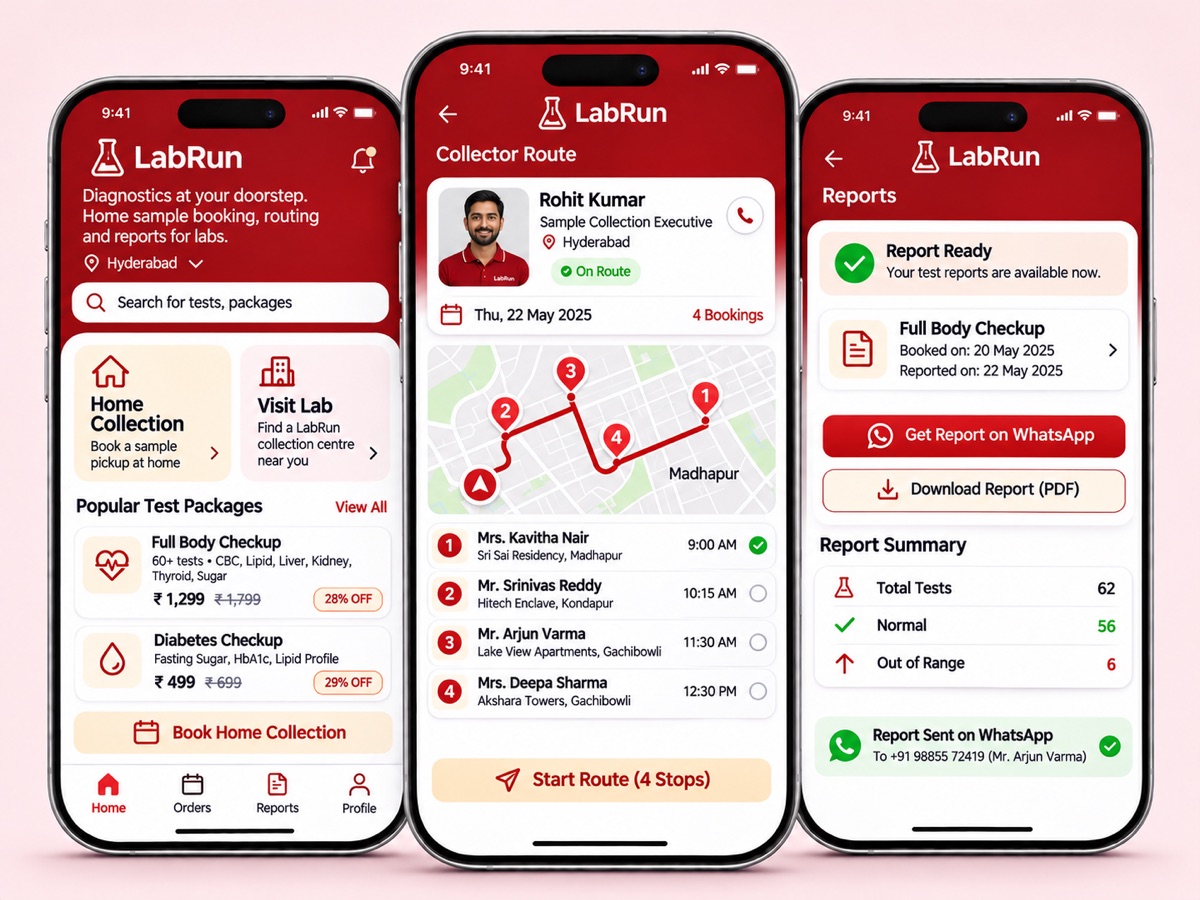 9:41
LabRun
Diagnostics at your doorstep.
Home sample booking, routing
and reports for labs.
Hyderabad
Search for tests, packages
Home
Collection
Book a sample
pickup at home
Visit Lab
Find a LabRun
collection centre
near you
Popular Test Packages
View All
Full Body Checkup
60+ tests • CBC, Lipid, Liver, Kidney,
Thyroid, Sugar
₹ 1,299 ₹ 1,799
28% OFF
Diabetes Checkup
Fasting Sugar, HbA1c, Lipid Profile
₹ 499 ₹ 699
29% OFF
Book Home Collection
Home
Orders
Reports
Profile
9:41
LabRun
Collector Route
LabRun
Rohit Kumar
Sample Collection Executive
Hyderabad
On Route
Thu, 22 May 2025
4 Bookings
3
1
2
4
Madhapur
1
Mrs. Kavitha Nair
Sri Sai Residency, Madhapur
9:00 AM
2
Mr. Srinivas Reddy
Hitech Enclave, Kondapur
10:15 AM
3
Mr. Arjun Varma
Lake View Apartments, Gachibowli
11:30 AM
4
Mrs. Deepa Sharma
Akshara Towers, Gachibowli
12:30 PM
Start Route (4 Stops)
9:41
LabRun
Reports
Report Ready
Your test reports are available now.
Full Body Checkup
Booked on: 20 May 2025
Reported on: 22 May 2025
Get Report on WhatsApp
Download Report (PDF)
Report Summary
Total Tests 62
Normal 56
Out of Range 6
Report Sent on WhatsApp
To +91 98855 72419 (Mr. Arjun Varma)